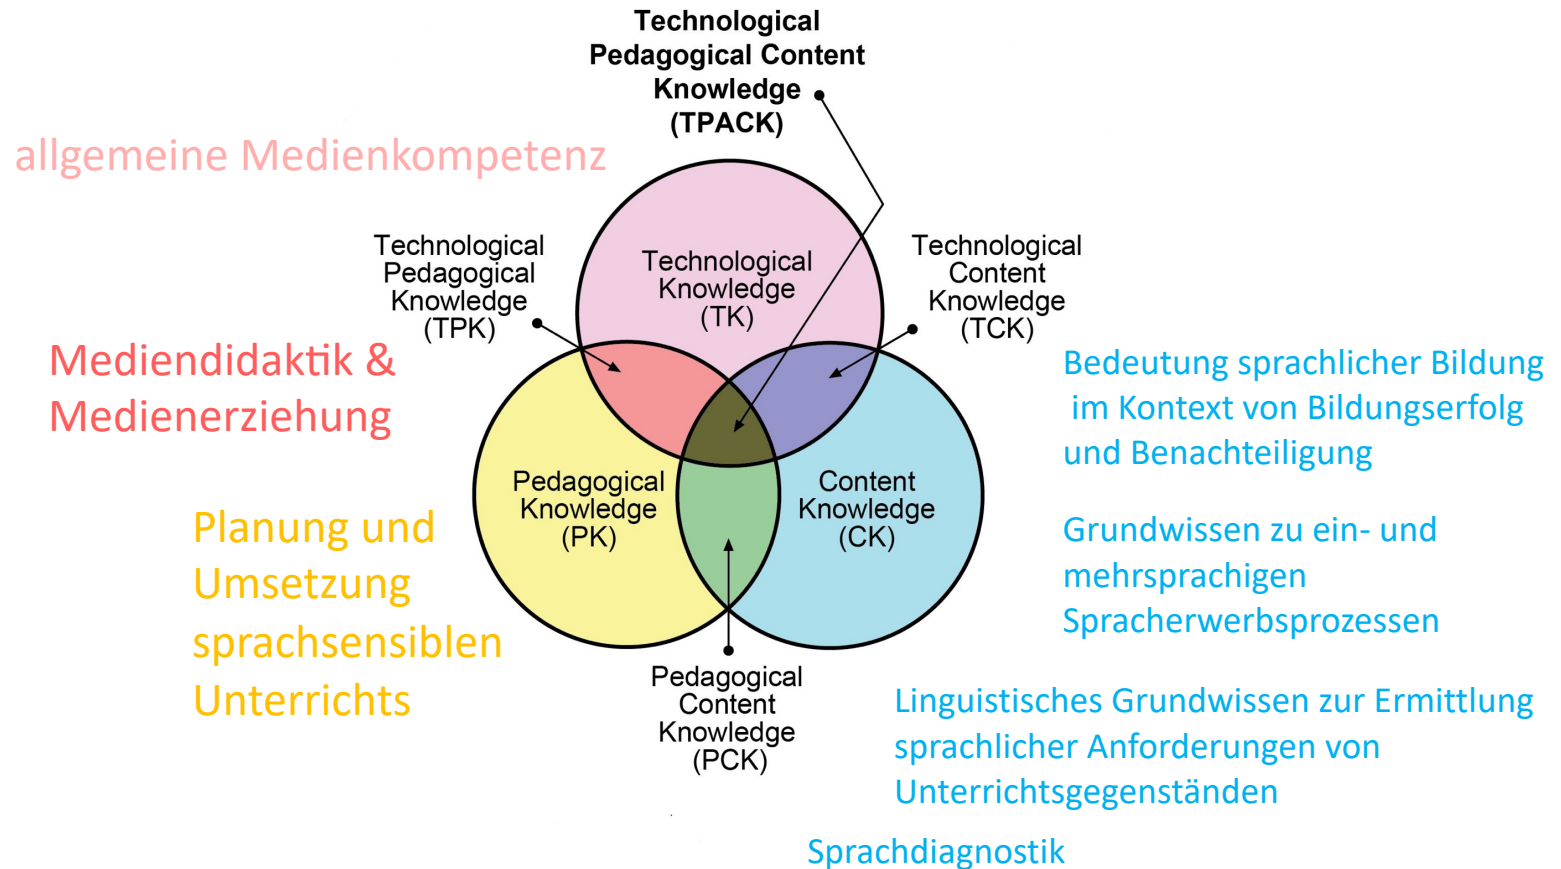 Technological
Pedagogical Content
Knowledge
(TPACK)
allgemeine Medienkompetenz
Technological
Pedagogical
Knowledge
(TPK)
Technological
Knowledge
(TK)
Technological
Content
Knowledge
(TCK)
Mediendidaktik &
Medienerziehung
Bedeutung sprachlicher Bildung
im Kontext von Bildungserfolg
und Benachteiligung
Pedagogical
Knowledge
(PK)
Content
Knowledge
(CK)
Planung und
Umsetzung
sprachsensiblen
Unterrichts
Grundwissen zu ein- und
mehrsprachigen
Spracherwerbsprozessen
Pedagogical
Content
Knowledge
(PCK)
Linguistisches Grundwissen zur Ermittlung
sprachlicher Anforderungen von
Unterrichtsgegenständen
Sprachdiagnostik